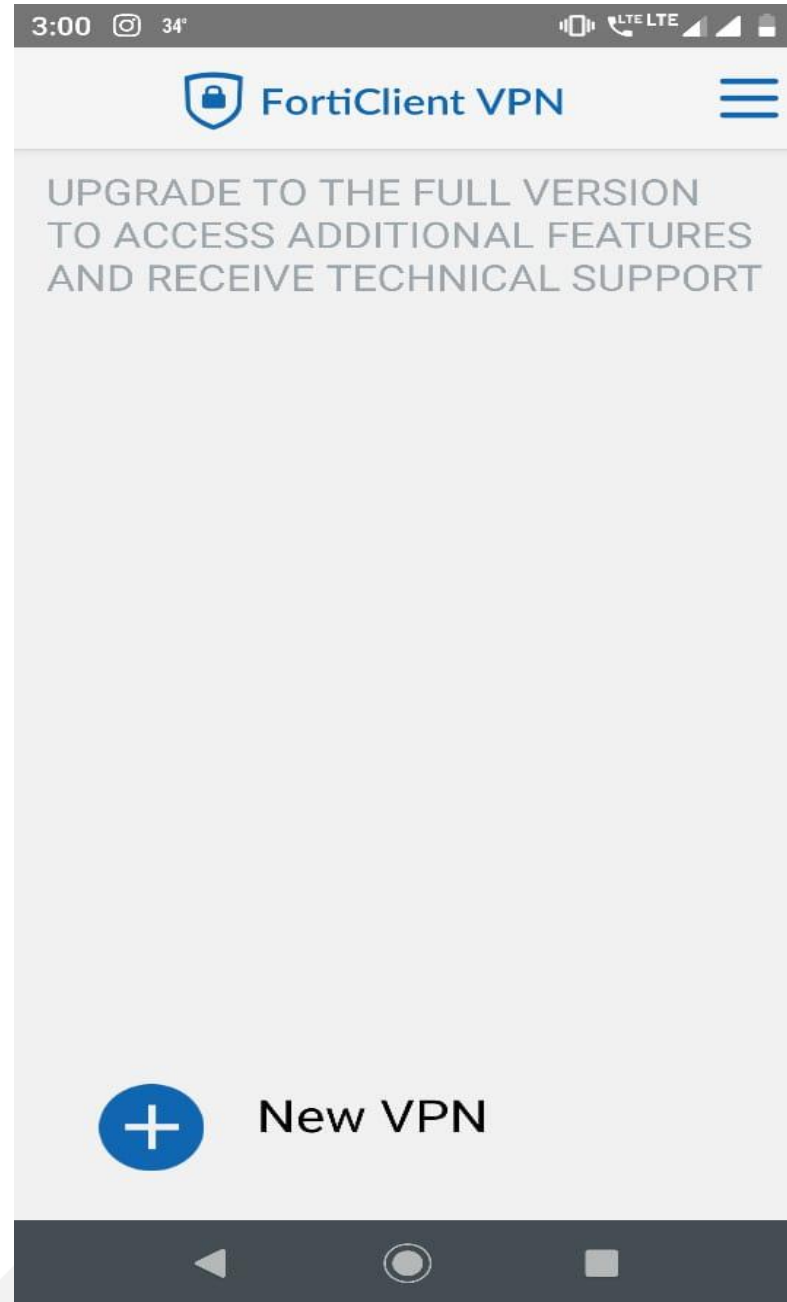 3:00 34° LTE LTE
FortiClient VPN
UPGRADE TO THE FULL VERSION
TO ACCESS ADDITIONAL FEATURES
AND RECEIVE TECHNICAL SUPPORT
New VPN